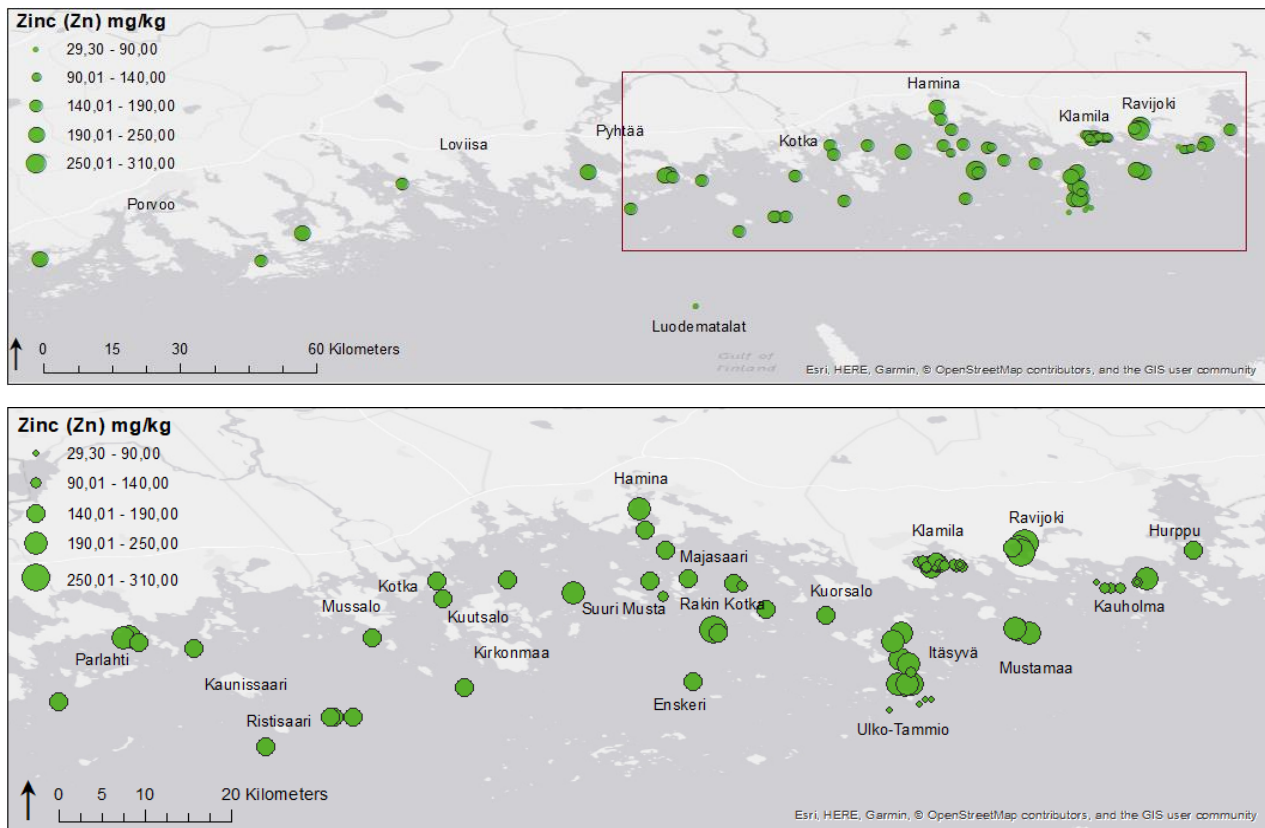 Zinc (Zn) mg/kg
29,30 - 90,00
90,01 - 140,00
140,01 - 190,00
190,01 - 250,00
250,01 - 310,00
Hamina
Ravijoki
Klamila
Pyhtää
Kotka
Loviisa
Porvoo
Luodematalat
0 15 30 60 Kilometers
Gulf of
Finland
Esri, HERE, Garmin, © OpenStreetMap contributors, and the GIS user community
Zinc (Zn) mg/kg
29,30 - 90,00
90,01 - 140,00
140,01 - 190,00
190,01 - 250,00
250,01 - 310,00
Hamina
Ravijoki
Klamila
Hurppu
Majasaari
Kotka
Kuorsalo
Mussalo
Kuutsalo
Suuri Musta
Rakin Kotka
Kauholma
Kirkonmaa
Itäsyvä
Parlahti
Mustamaa
Kaunissaari
Enskeri
Ristisaari
Ulko-Tammio
0 5 10 20 Kilometers
Esri, HERE, Garmin, © OpenStreetMap contributors, and the GIS user community